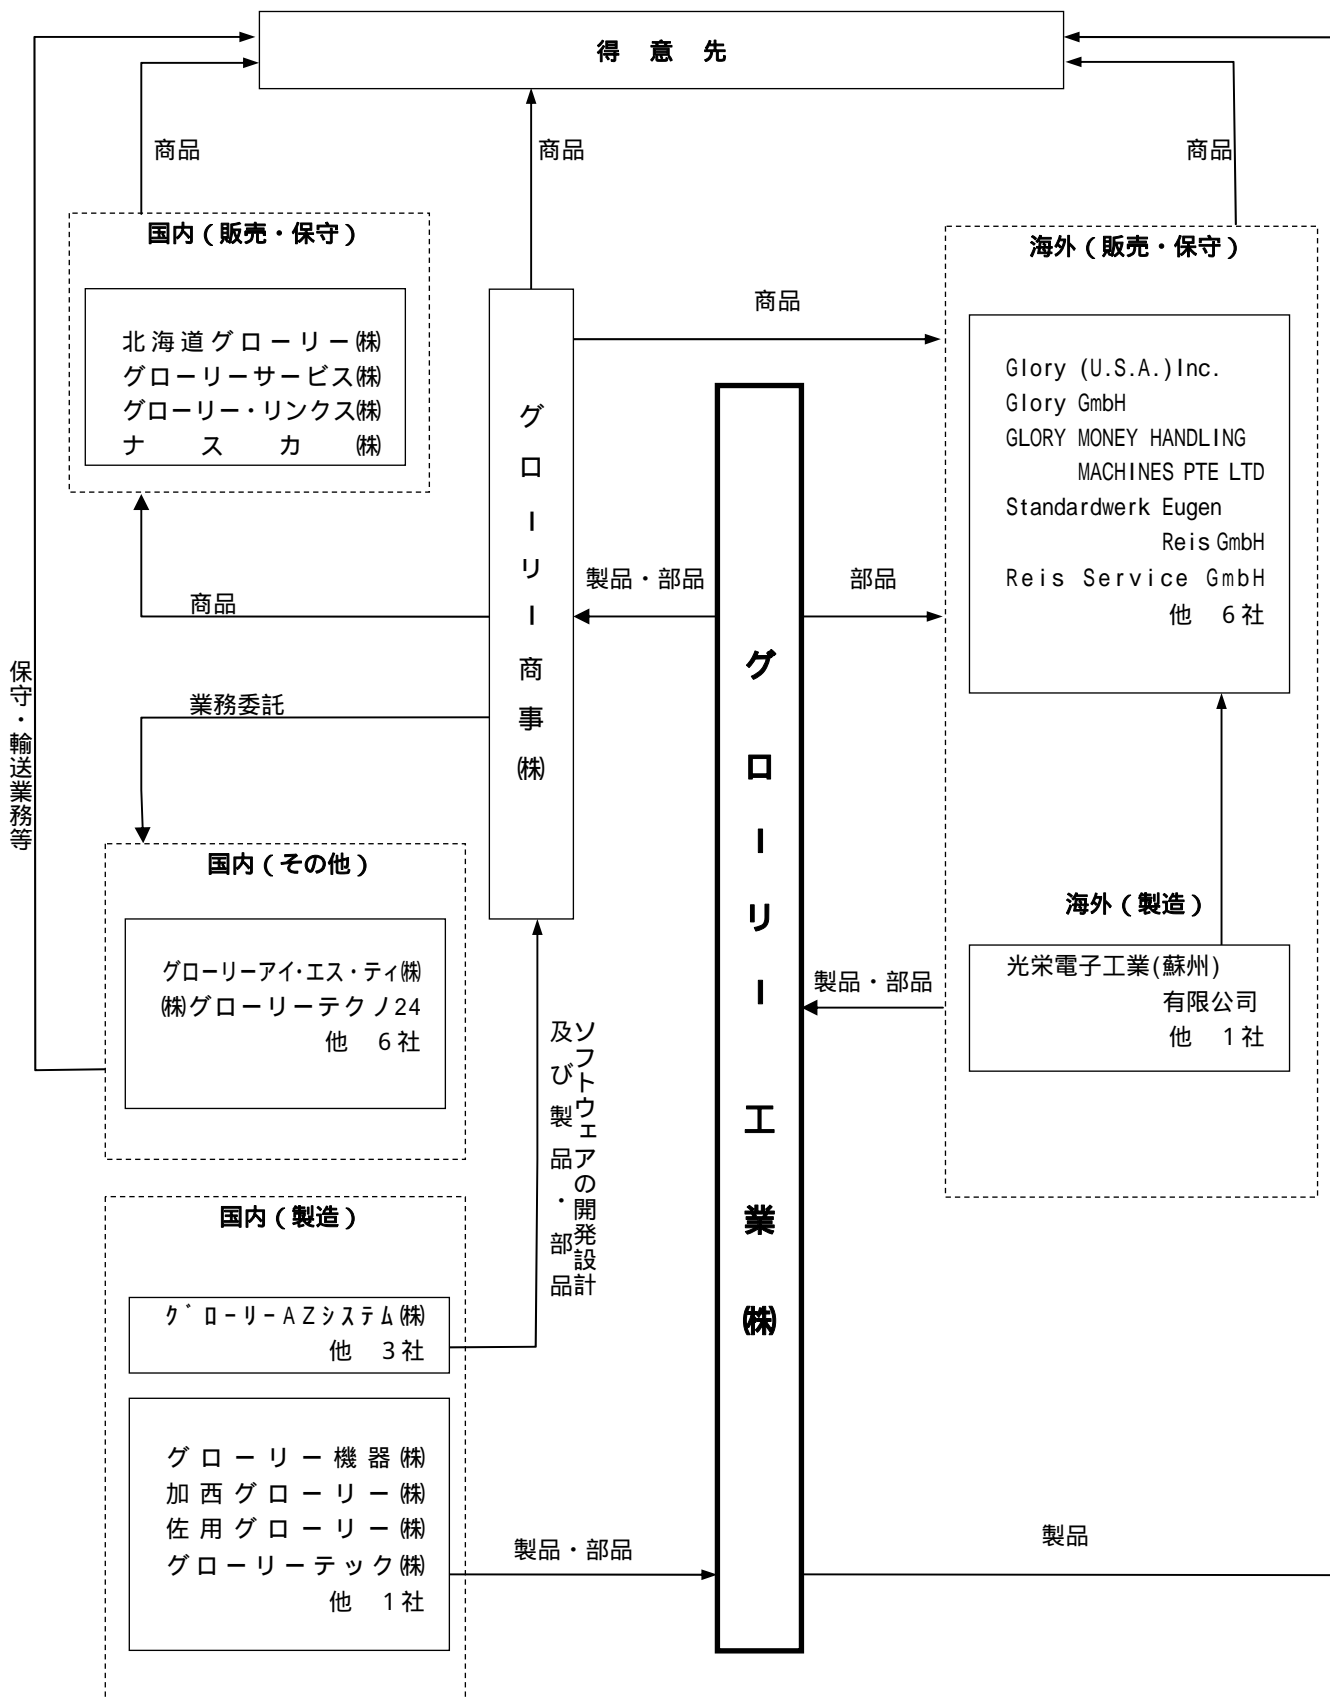 得 意 先
商品
商品
商品
国内(販売・保守)
北海道グローリー㈱
グローリーサービス㈱
グローリー・リンクス㈱
ナ ス カ ㈱
海外(販売・保守)
Glory (U.S.A.)Inc.
Glory GmbH
GLORY MONEY HANDLING
MACHINES PTE LTD
Standardwerk Eugen
Reis GmbH
Reis Service GmbH
他 6社
商品
グローリー商事㈱
製品・部品
部品
商品
業務委託
保守・輸送業務等
グローリー工業㈱
国内(その他)
グローリーアイ・エス・ティ㈱
㈱グローリーテクノ24
他 6社
海外(製造)
光栄電子工業(蘇州)
有限公司
他 1社
製品・部品
ソフトウェアの開発設計
及び製品・部品
国内(製造)
グローリーAZシステム㈱
他 3社
グローリー機器㈱
加西グローリー㈱
佐用グローリー㈱
グローリーテック㈱
他 1社
製品・部品
製品